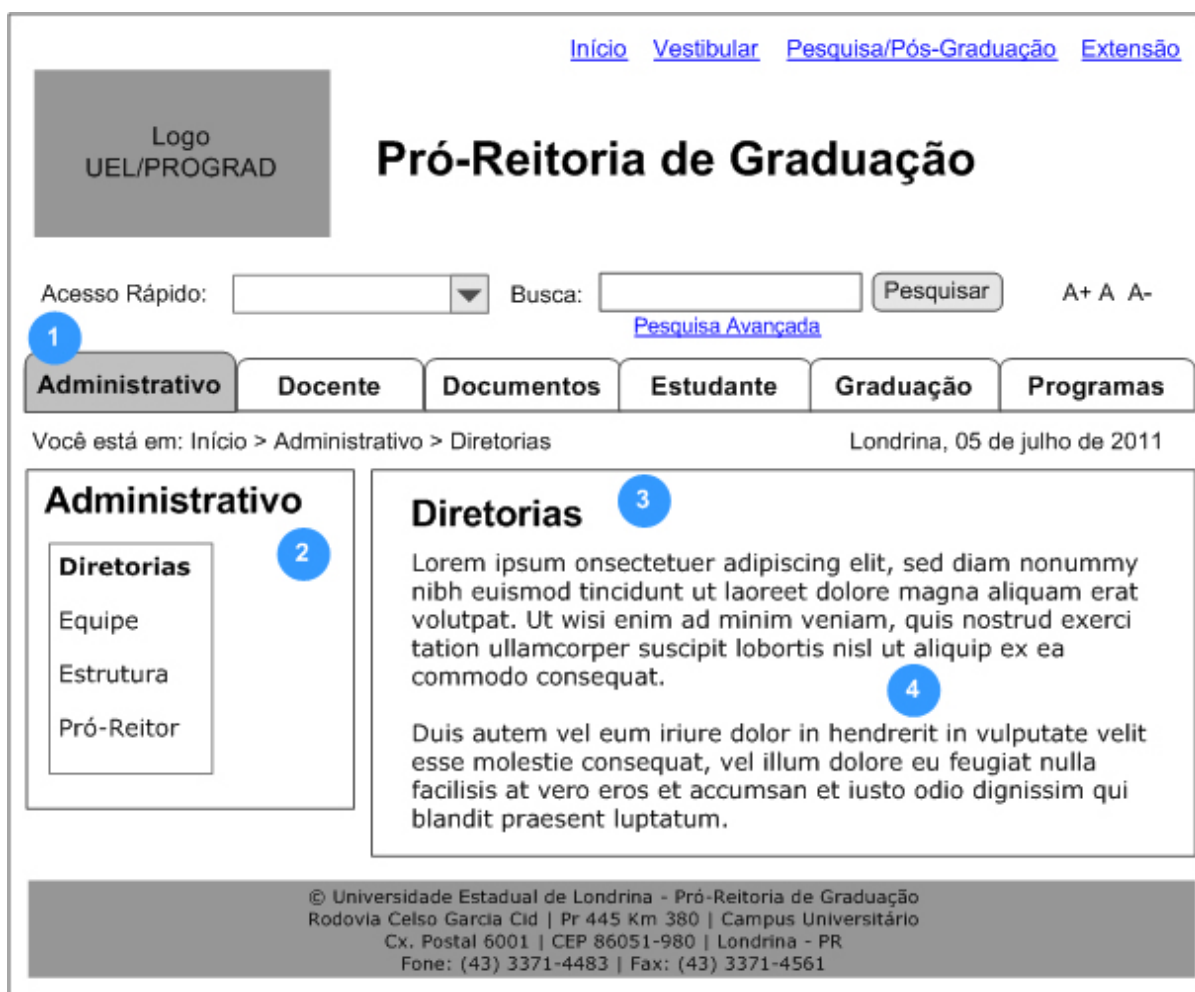 Início Vestibular Pesquisa/Pós-Graduação Extensão
Logo
UEL/PROGRAD
Pró-Reitoria de Graduação
Acesso Rápido: Busca: Pesquisar A+ A A-
Pesquisa Avançada
1
Administrativo Docente Documentos Estudante Graduação Programas
Você está em: Início > Administrativo > Diretorias Londrina, 05 de julho de 2011
Administrativo
2
Diretorias
Equipe
Estrutura
Pró-Reitor
Diretorias 3
Lorem ipsum onsectetuer adipiscing elit, sed diam nonummy
nibh euismod tincidunt ut laoreet dolore magna aliquam erat
volutpat. Ut wisi enim ad minim veniam, quis nostrud exerci
tation ullamcorper suscipit lobortis nisl ut aliquip ex ea
commodo consequat.
4
Duis autem vel eum iriure dolor in hendrerit in vulputate velit
esse molestie consequat, vel illum dolore eu feugiat nulla
facilisis at vero eros et accumsan et iusto odio dignissim qui
blandit praesent luptatum.
© Universidade Estadual de Londrina - Pró-Reitoria de Graduação
Rodovia Celso Garcia Cid | Pr 445 Km 380 | Campus Universitário
Cx. Postal 6001 | CEP 86051-980 | Londrina - PR
Fone: (43) 3371-4483 | Fax: (43) 3371-4561